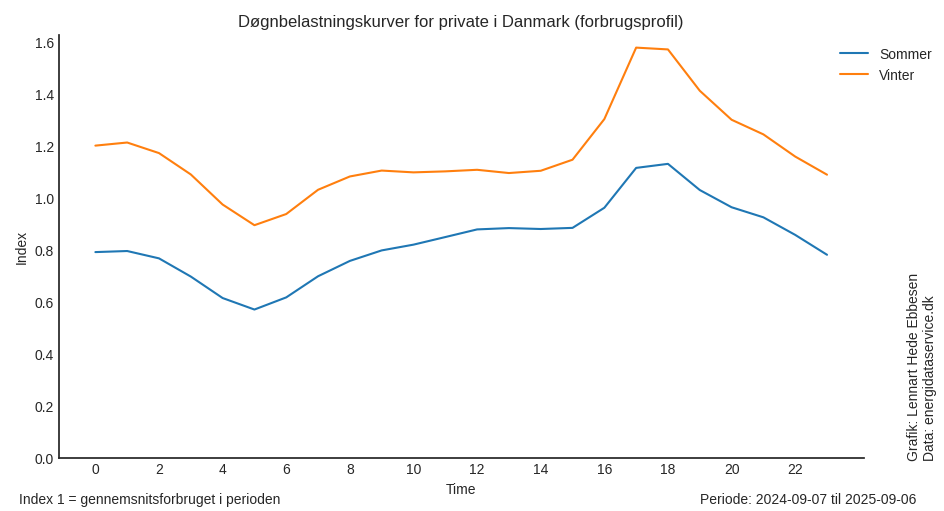 Døgnbelastningskurver for private i Danmark (forbrugsprofil)
Sommer
Vinter
Index
1.6
1.4
1.2
1.0
0.8
0.6
0.4
0.2
0.0
0 2 4 6 8 10 12 14 16 18 20 22
Time
Grafik: Lennart Hede Ebbesen
Data: energidataservice.dk
Index 1 = gennemsnitsforbruget i perioden
Periode: 2024-09-07 til 2025-09-06